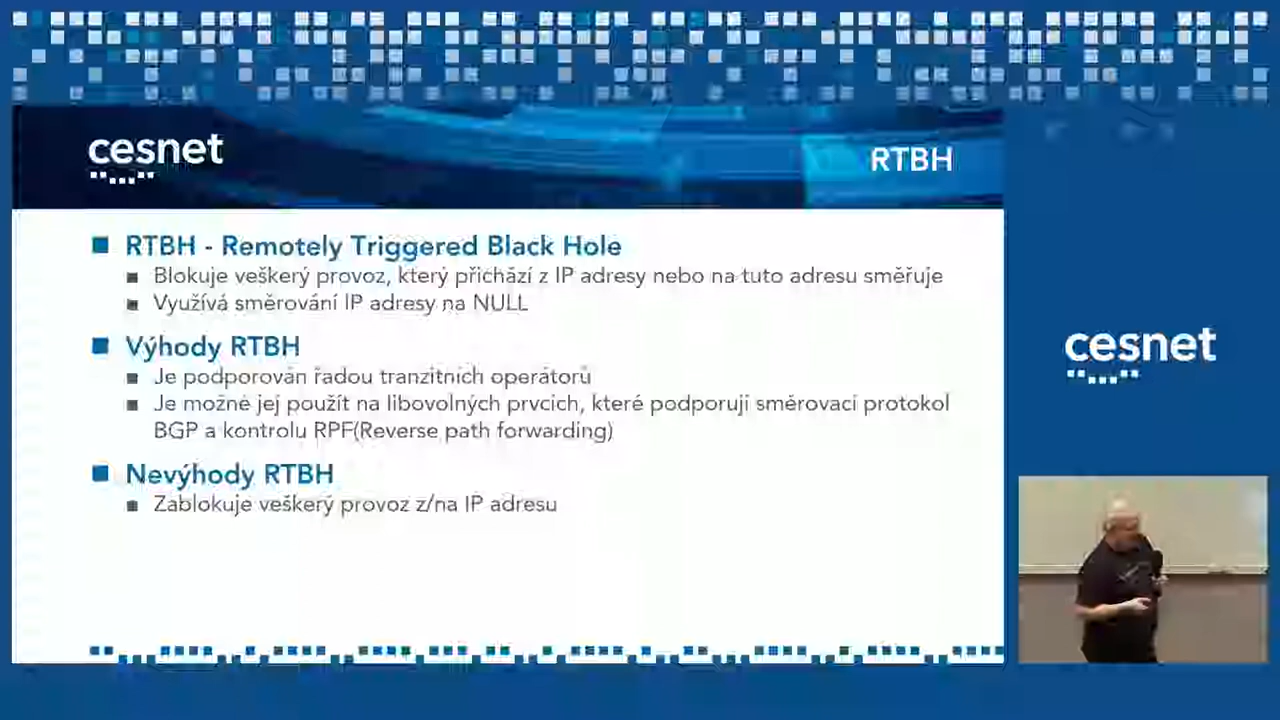 cesnet
RTBH
RTBH - Remotely Triggered Black Hole
Blokuje veškerý provoz, který přichází z IP adresy nebo na tuto adresu směřuje
Využívá směrování IP adresy na NULL
Výhody RTBH
Je podporován řadou tranzitních operátorů
Je možné jej použít na libovolných prvcích, které podporují směrovací protokol
BGP a kontrolu RPF(Reverse path forwarding)
Nevýhody RTBH
Zablokuje veškerý provoz z/na IP adresu
cesnet